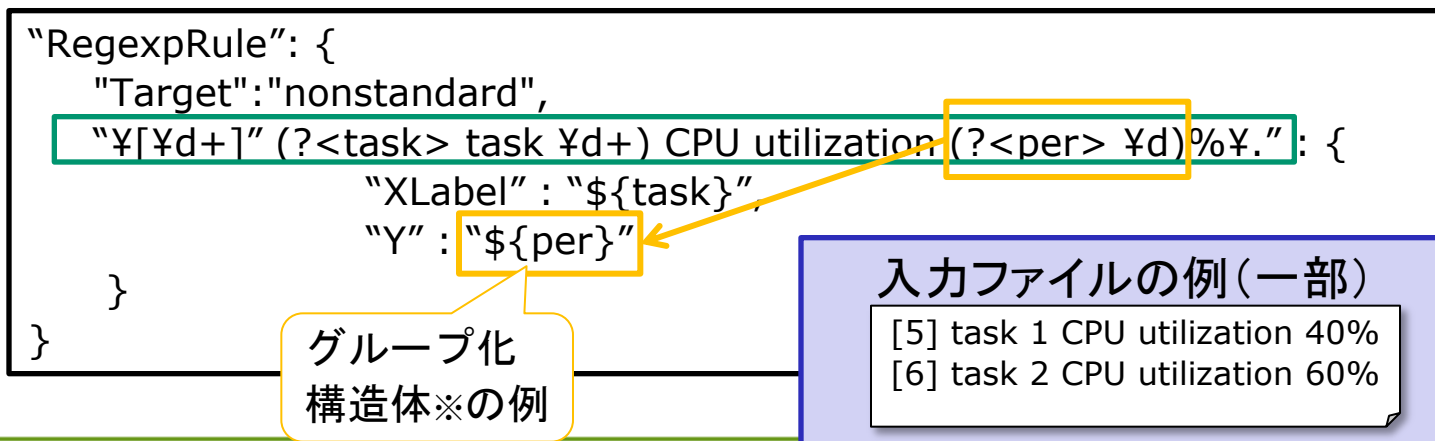 “RegexpRule”: {
"Target":"nonstandard",
“¥[¥d+]” (?<task> task ¥d+) CPU utilization (?<per> ¥d)%¥.” : {
“XLabel” : “${task}”,
“Y” : “${per}”
}
}
グループ化
構造体※の例
入力ファイルの例(一部)
[5] task 1 CPU utilization 40%
[6] task 2 CPU utilization 60%